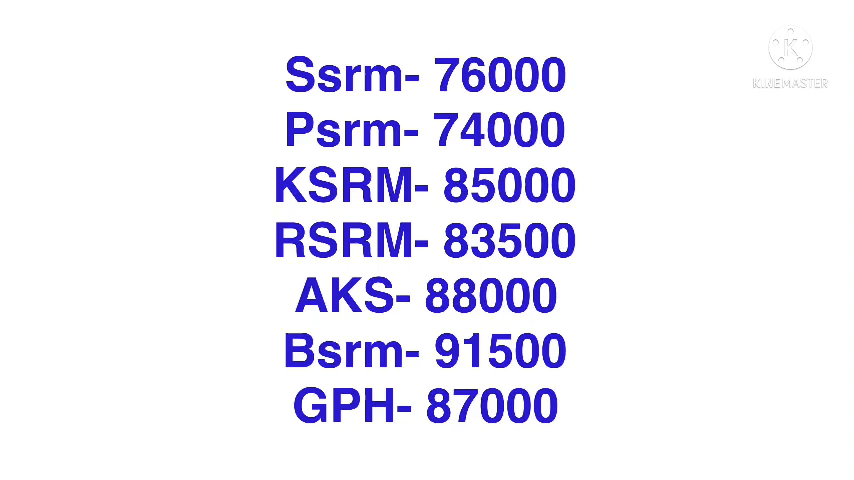 Ssrm- 76000
Psrm- 74000
KSRM- 85000
RSRM- 83500
AKS- 88000
Bsrm- 91500
GPH- 87000
K
KINEMASTER